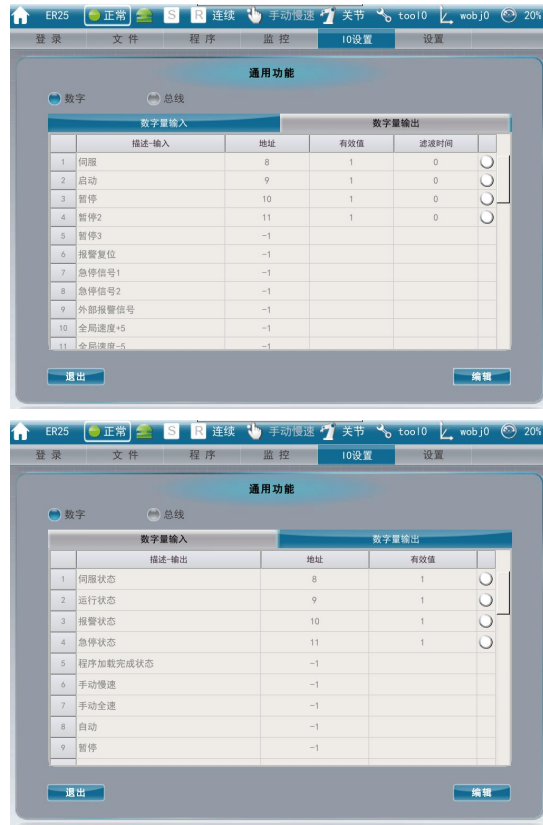 ER25 正常 S R 连续 手动慢速 关节 tool0 wobj0 20%
登录 文件 程序 监控 IO设置 设置
通用功能
数字 总线
数字量输入 数字量输出
描述-输入 地址 有效值 滤波时间
1 伺服 8 1 0
2 启动 9 1 0
3 暂停 10 1 0
4 暂停2 11 1 0
5 暂停3 -1
6 报警复位 -1
7 急停信号1 -1
8 急停信号2 -1
9 外部报警信号 -1
10 全局速度+5 -1
11 全局速度-5 -1
退出 编辑
ER25 正常 S R 连续 手动慢速 关节 tool0 wobj0 20%
登录 文件 程序 监控 IO设置 设置
通用功能
数字 总线
数字量输入 数字量输出
描述-输出 地址 有效值
1 伺服状态 8 1
2 运行状态 9 1
3 报警状态 10 1
4 急停状态 11 1
5 程序加载完成状态 -1
6 手动慢速 -1
7 手动全速 -1
8 自动 -1
9 暂停 -1
退出 编辑